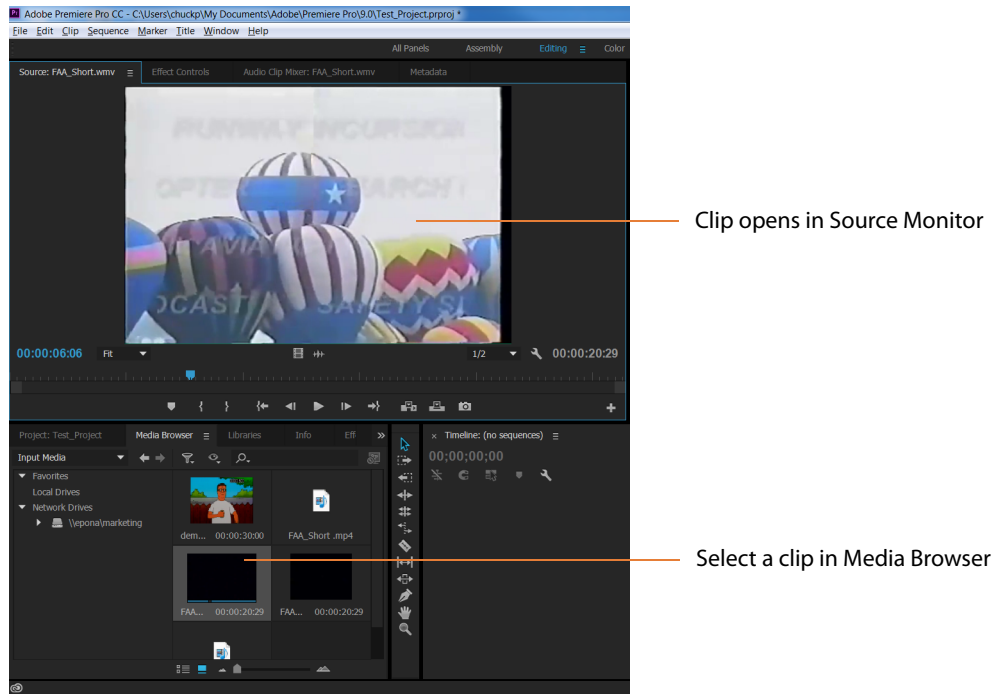 Adobe Premiere Pro CC - C:\Users\chuckp\My Documents\Adobe\Premiere Pro\9.0\Test_Project.prproj *
File Edit Clip Sequence Marker Title Window Help
All Panels Assembly Editing Color
Source: FAA_Short.wmv Effect Controls Audio Clip Mixer: FAA_Short.wmv Metadata
RUNWAY INCURSION
AVIA
SAFETY
Clip opens in Source Monitor
00:00:06:06 Fit 1/2 00:00:20:29
Project: Test_Project Media Browser Libraries Info Eff
× Timeline: (no sequences)
Input Media
00;00;00;00
Favorites
Local Drives
Network Drives
\\epona\marketing
dem... 00:00:30:00 FAA_Short .mp4
Select a clip in Media Browser
FAA... 00:00:20:29 FAA... 00:00:20:29